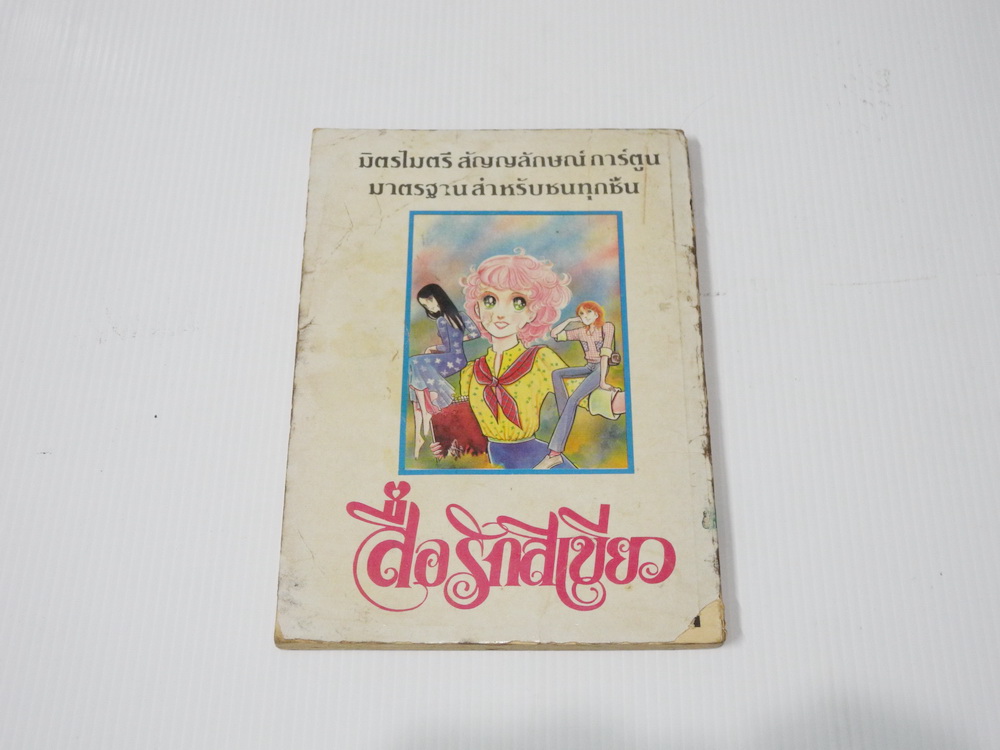 มิตรไมตรี สัญญลักษณ์ การ์ตูน
มาตรฐานสำหรับชนทุกชั้น
สื่อรักสีเขียว